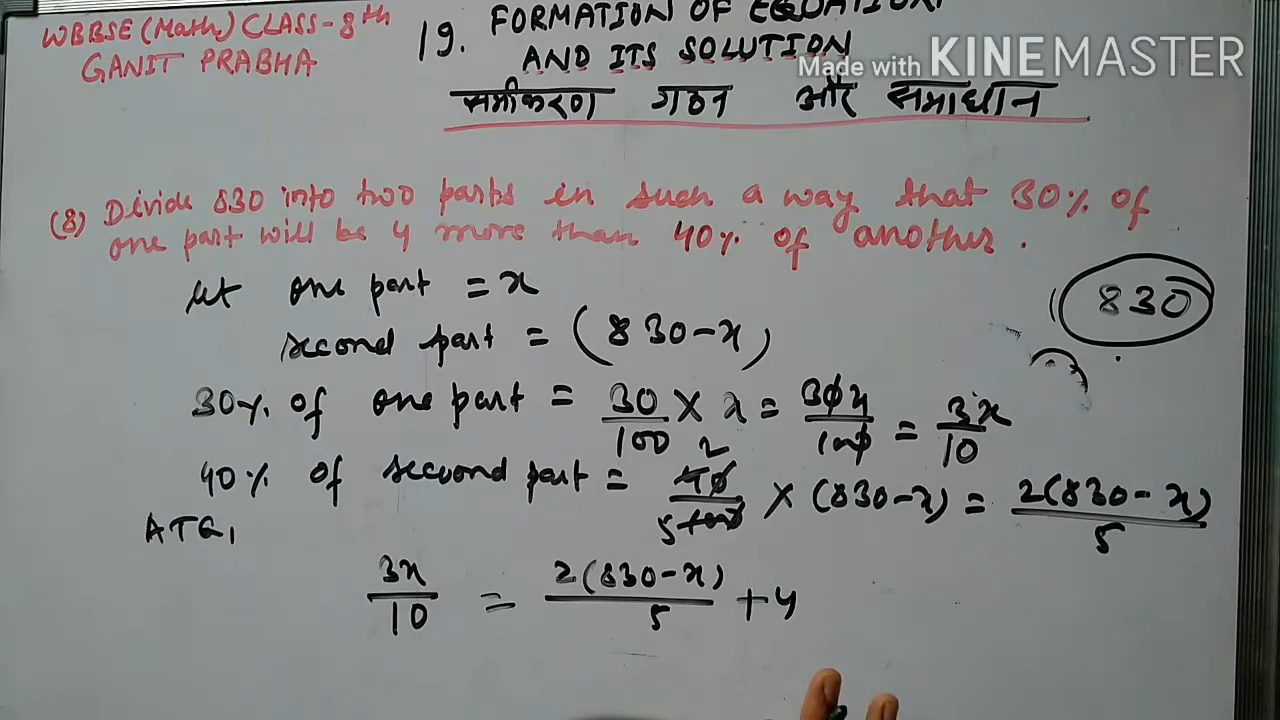 WBBSE (Math) CLASS - 8th
GANIT PRABHA
19. FORMATION OF EQUATION
AND ITS SOLUTION
Made with KINEMASTER
समीकरण गठन और समाधान
(8) Divide 830 into two parts in such a way that 30% of
one part will be 4 more than 40% of another.
Let one part = x
second part = (830-x)
830
30% of one part = 30/100 × x = 30x/100 = 3x/10
40% of second part = 40/100 2/5 × (830-x) = 2(830-x)/5
ATQ,
3x/10 = 2(830-x)/5 + 4